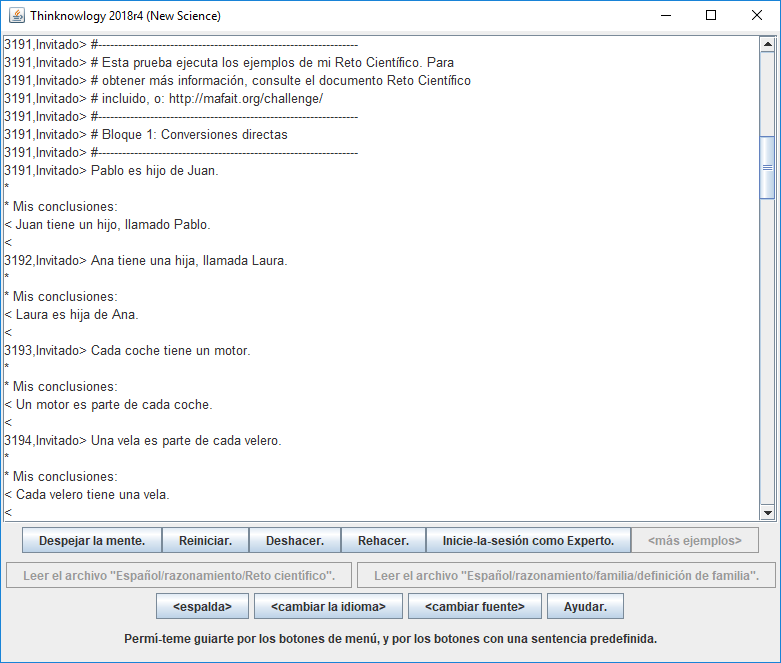 Thinknowlogy 2018r4 (New Science)
3191,Invitado> #-----------------------------------------------------------------
3191,Invitado> # Esta prueba ejecuta los ejemplos de mi Reto Científico. Para
3191,Invitado> # obtener más información, consulte el documento Reto Científico
3191,Invitado> # incluido, o: http://mafait.org/challenge/
3191,Invitado> #-----------------------------------------------------------------
3191,Invitado> # Bloque 1: Conversiones directas
3191,Invitado> #-----------------------------------------------------------------
3191,Invitado> Pablo es hijo de Juan.
*
* Mis conclusiones:
< Juan tiene un hijo, llamado Pablo.
<
3192,Invitado> Ana tiene una hija, llamada Laura.
*
* Mis conclusiones:
< Laura es hija de Ana.
<
3193,Invitado> Cada coche tiene un motor.
*
* Mis conclusiones:
< Un motor es parte de cada coche.
<
3194,Invitado> Una vela es parte de cada velero.
*
* Mis conclusiones:
< Cada velero tiene una vela.
<
Despejar la mente. Reiniciar. Deshacer. Rehacer. Inicie-la-sesión como Experto. <más ejemplos>
Leer el archivo "Español/razonamiento/Reto científico". Leer el archivo "Español/razonamiento/familia/definición de familia".
<espalda> <cambiar la idioma> <cambiar fuente> Ayudar.
Permí-teme guiarte por los botones de menú, y por los botones con una sentencia predefinida.